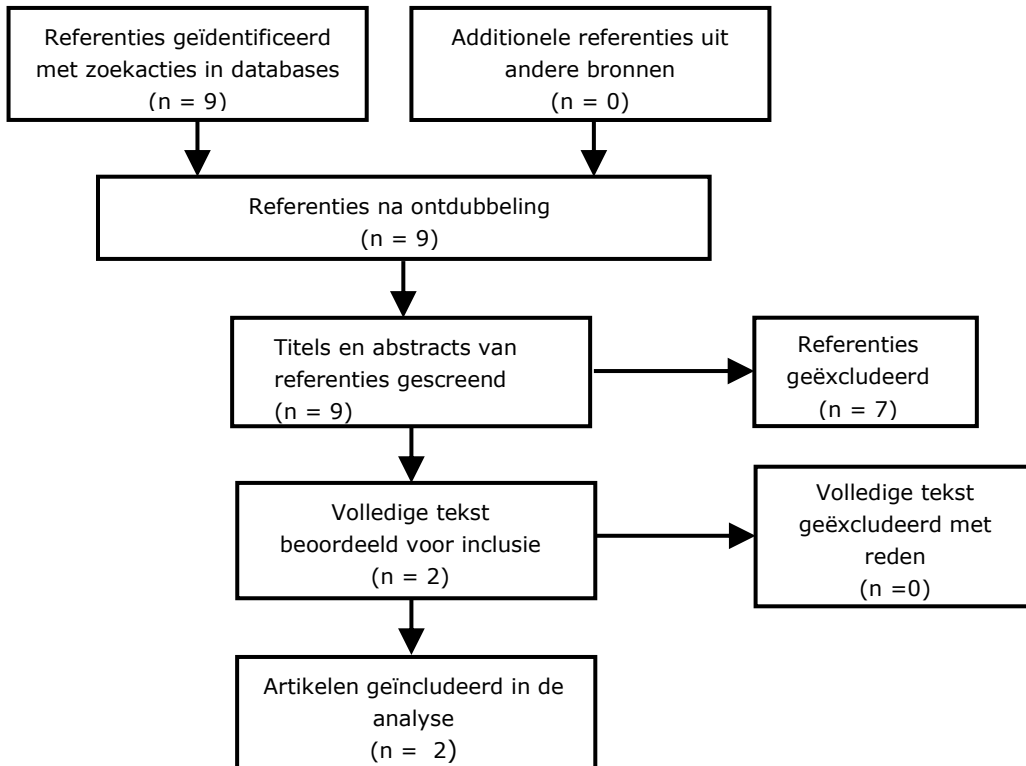 Referenties geïdentificeerd
met zoekacties in databases
(n = 9)
Additionele referenties uit
andere bronnen
(n = 0)
Referenties na ontdubbeling
(n = 9)
Titels en abstracts van
referenties gescreend
(n = 9)
Referenties
geëxcludeerd
(n = 7)
Volledige tekst
beoordeeld voor inclusie
(n = 2)
Volledige tekst
geëxcludeerd met
reden
(n =0)
Artikelen geïncludeerd in de
analyse
(n = 2)